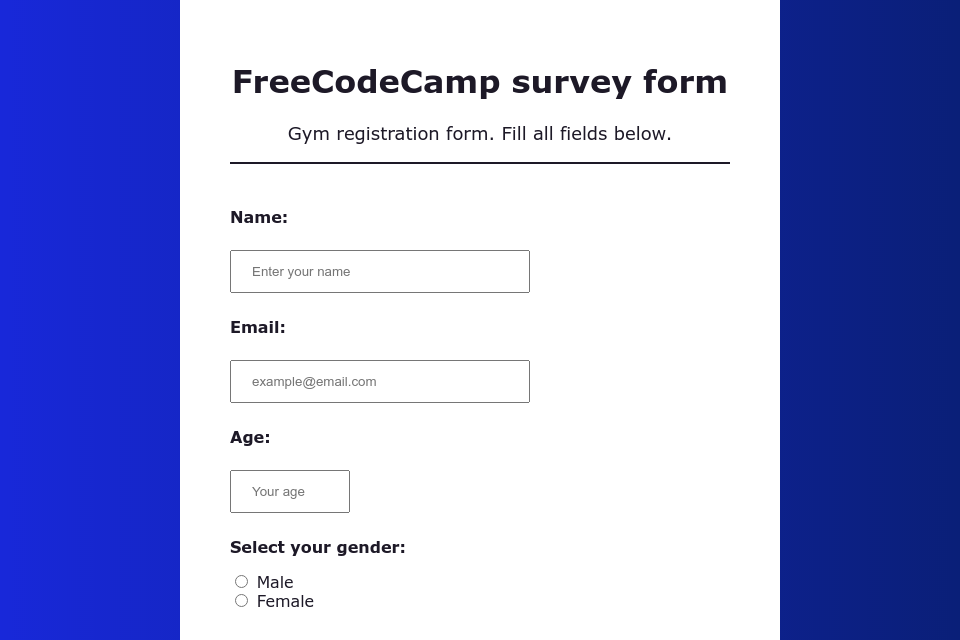 FreeCodeCamp survey form
Gym registration form. Fill all fields below.
Name:
Enter your name
Email:
example@email.com
Age:
Your age
Select your gender:
Male
Female